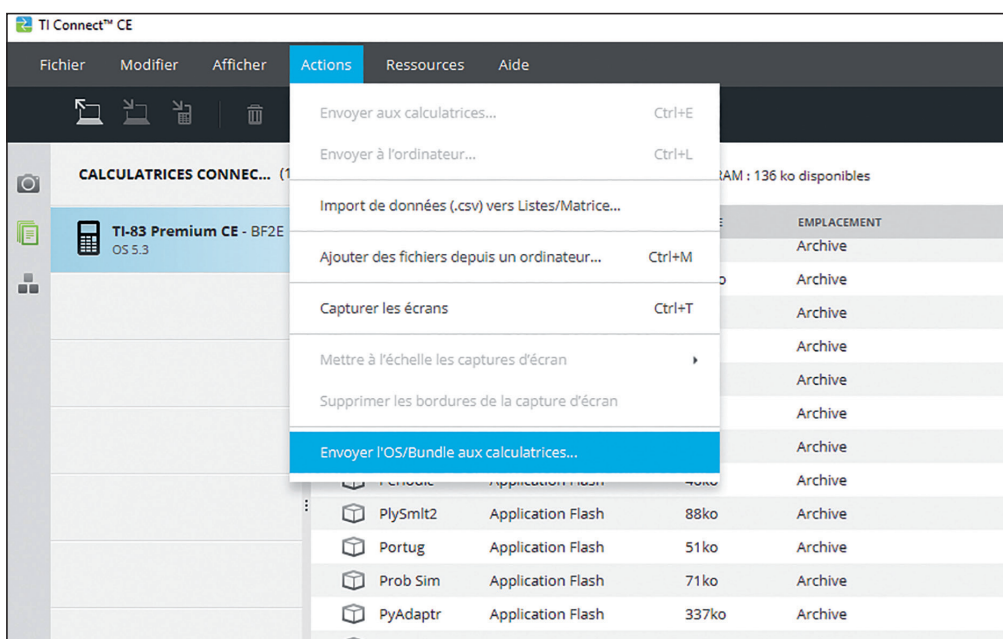 TI Connect™ CE
Fichier Modifier Afficher Actions Ressources Aide
Envoyer aux calculatrices... Ctrl+E
Envoyer à l'ordinateur... Ctrl+L
CALCULATRICES CONNEC... (1
: 136 ko disponibles
Import de données (.csv) vers Listes/Matrice...
EMPLACEMENT
TI-83 Premium CE - BF2E
OS 5.3
Archive
Ajouter des fichiers depuis un ordinateur... Ctrl+M
Archive
Capturer les écrans Ctrl+T
Archive
Archive
Mettre à l'échelle les captures d'écran
Archive
Supprimer les bordures de la capture d'écran
Archive
Envoyer l'OS/Bundle aux calculatrices...
Archive
Archive
PlySmlt2 Application Flash 88ko Archive
Portug Application Flash 51ko Archive
Prob Sim Application Flash 71ko Archive
PyAdaptr Application Flash 337ko Archive